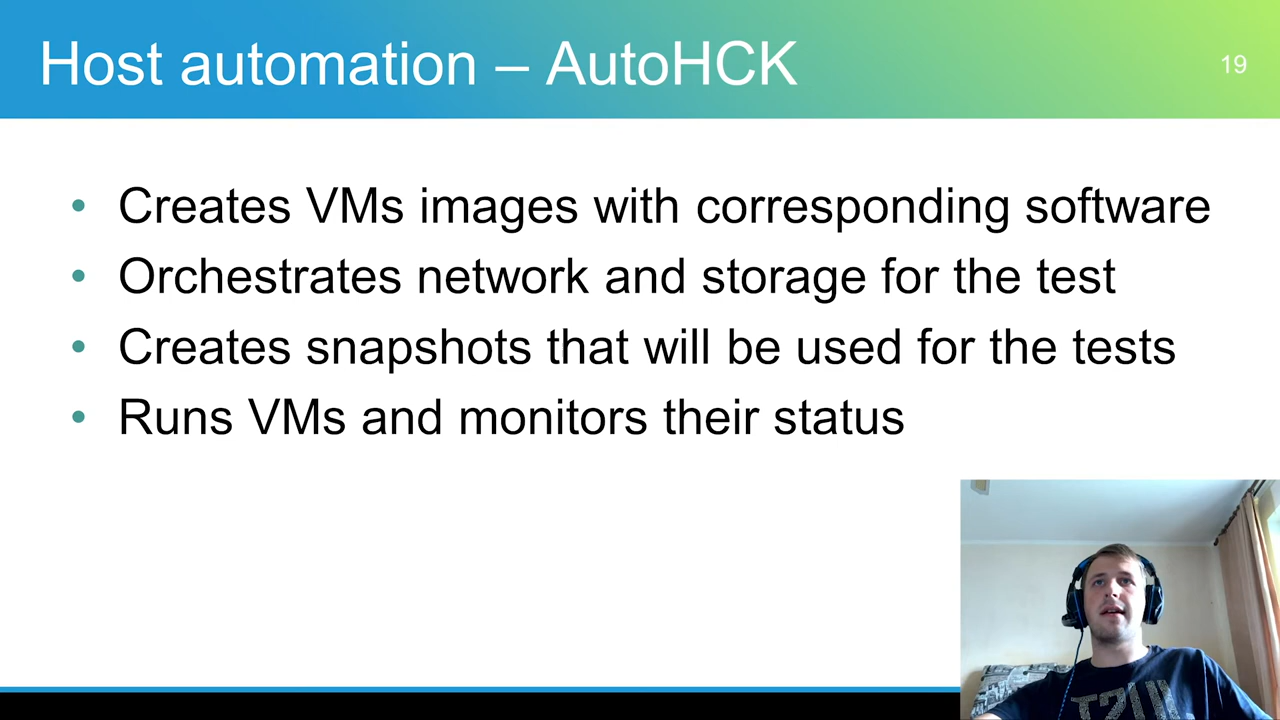 Host automation – AutoHCK
19
• Creates VMs images with corresponding software
• Orchestrates network and storage for the test
• Creates snapshots that will be used for the tests
• Runs VMs and monitors their status